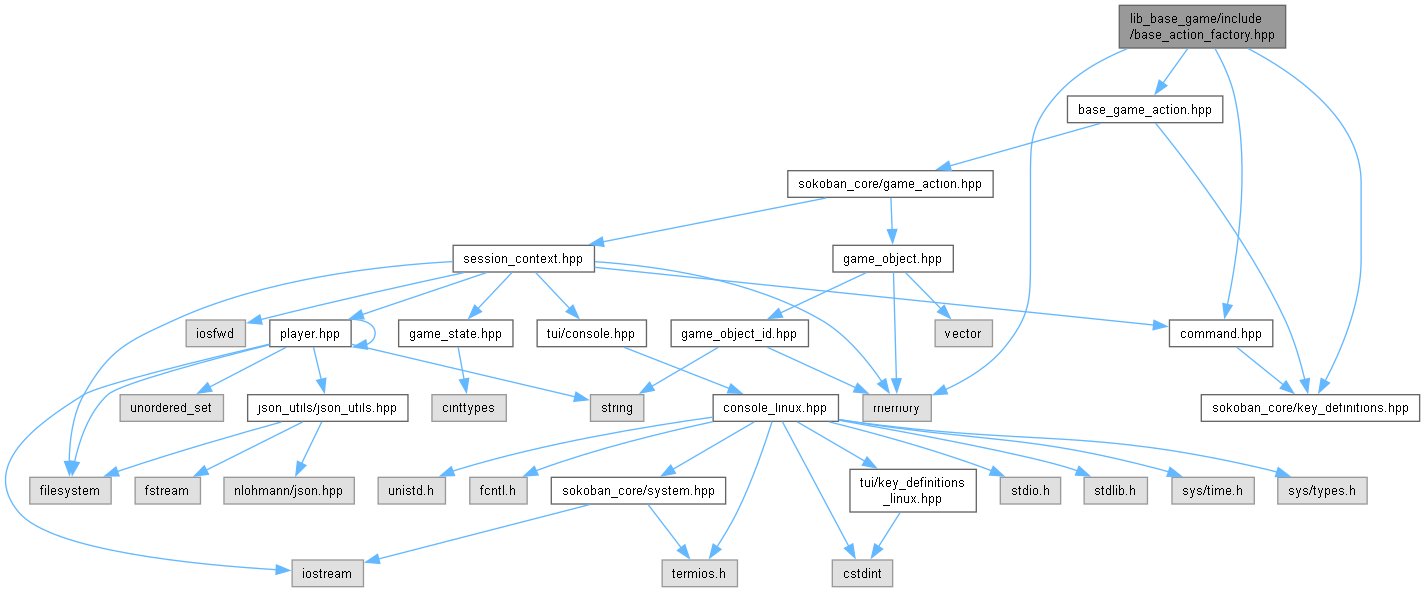 lib_base_game/include
/base_action_factory.hpp
base_game_action.hpp
sokoban_core/game_action.hpp
session_context.hpp
game_object.hpp
iosfwd
player.hpp
game_state.hpp
tui/console.hpp
game_object_id.hpp
vector
command.hpp
unordered_set
json_utils/json_utils.hpp
cinttypes
string
console_linux.hpp
memory
sokoban_core/key_definitions.hpp
filesystem
fstream
nlohmann/json.hpp
unistd.h
fcntl.h
sokoban_core/system.hpp
tui/key_definitions
_linux.hpp
stdio.h
stdlib.h
sys/time.h
sys/types.h
iostream
termios.h
cstdint